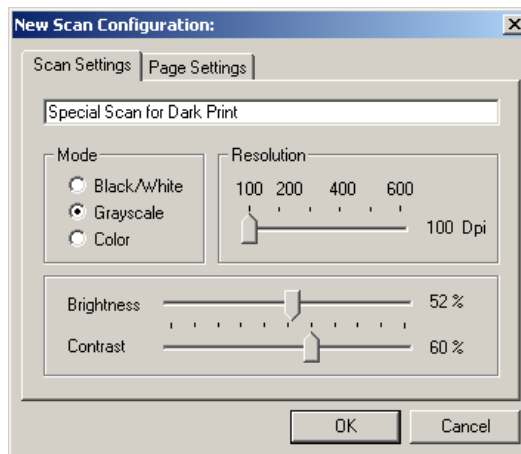 New Scan Configuration:
Scan Settings Page Settings
Special Scan for Dark Print
Mode
Black/White
Grayscale
Color
Resolution
100 200 400 600
100 Dpi
Brightness 52 %
Contrast 60 %
OK Cancel